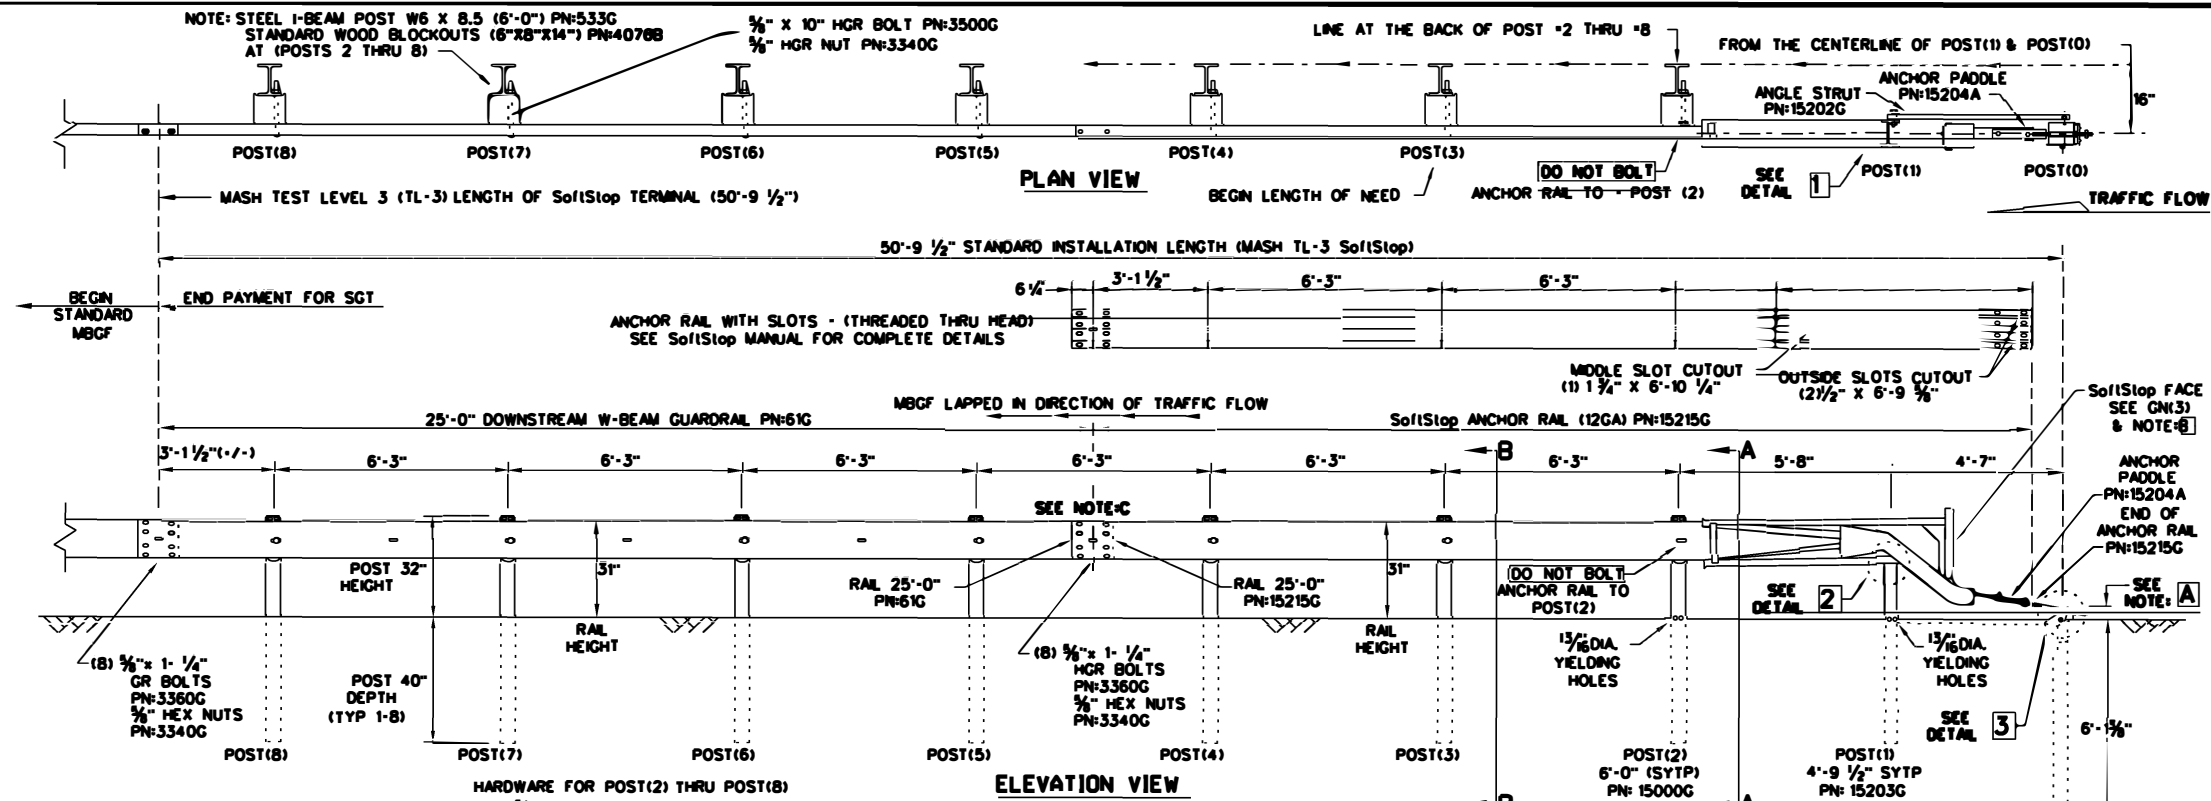 NOTE: STEEL I-BEAM POST W6 X 8.5 (6'-0") PN:533G
STANDARD WOOD BLOCKOUTS (6"X8"X14") PN:4076B
AT (POSTS 2 THRU 8)
⅝" X 10" HGR BOLT PN:3500G
⅝" HGR NUT PN:3340G
LINE AT THE BACK OF POST #2 THRU #8
FROM THE CENTERLINE OF POST(1) & POST(0)
ANGLE STRUT
PN:15202G
ANCHOR PADDLE
PN:15204A
16"
POST(8)
POST(7)
POST(6)
POST(5)
POST(4)
POST(3)
POST(1)
POST(0)
PLAN VIEW
DO NOT BOLT
ANCHOR RAIL TO - POST (2)
SEE
DETAIL 1
BEGIN LENGTH OF NEED
MASH TEST LEVEL 3 (TL-3) LENGTH OF SoftStop TERMINAL (50'-9 ½")
TRAFFIC FLOW
50'-9 ½" STANDARD INSTALLATION LENGTH (MASH TL-3 SoftStop)
BEGIN
STANDARD
MBGF
END PAYMENT FOR SGT
6 ¼"
3'-1 ½"
6'-3"
6'-3"
ANCHOR RAIL WITH SLOTS - (THREADED THRU HEAD)
SEE SoftStop MANUAL FOR COMPLETE DETAILS
MIDDLE SLOT CUTOUT
(1) 1 ¾" X 6'-10 ¼"
OUTSIDE SLOTS CUTOUT
(2)½" X 6'-9 ⅝"
SoftStop FACE
SEE GN(3)
& NOTE:B
MBGF LAPPED IN DIRECTION OF TRAFFIC FLOW
25'-0" DOWNSTREAM W-BEAM GUARDRAIL PN:61G
SoftStop ANCHOR RAIL (12GA) PN:15215G
3'-1 ½"(+/-)
6'-3"
6'-3"
6'-3"
6'-3"
6'-3"
6'-3"
5'-8"
4'-7"
B
A
ANCHOR
PADDLE
PN:15204A
END OF
ANCHOR RAIL
PN:15215G
SEE NOTE:C
POST 32"
HEIGHT
31"
RAIL
HEIGHT
RAIL 25'-0"
PN:61G
RAIL 25'-0"
PN:15215G
31"
RAIL
HEIGHT
DO NOT BOLT
ANCHOR RAIL TO
POST(2)
SEE
DETAIL 2
SEE
NOTE: A
(8) ⅝"x 1- ¼"
GR BOLTS
PN:3360G
⅝" HEX NUTS
PN:3340G
POST 40"
DEPTH
(TYP 1-8)
(8) ⅝"x 1- ¼"
HGR BOLTS
PN:3360G
⅝" HEX NUTS
PN:3340G
13/16"DIA.
YIELDING
HOLES
13/16"DIA.
YIELDING
HOLES
SEE
DETAIL 3
6'-1⅜"
POST(8)
POST(7)
POST(6)
POST(5)
POST(4)
POST(3)
POST(2)
6'-0" (SYTP)
PN: 15000G
POST(1)
4'-9 ½" SYTP
PN: 15203G
HARDWARE FOR POST(2) THRU POST(8)
ELEVATION VIEW
B
A